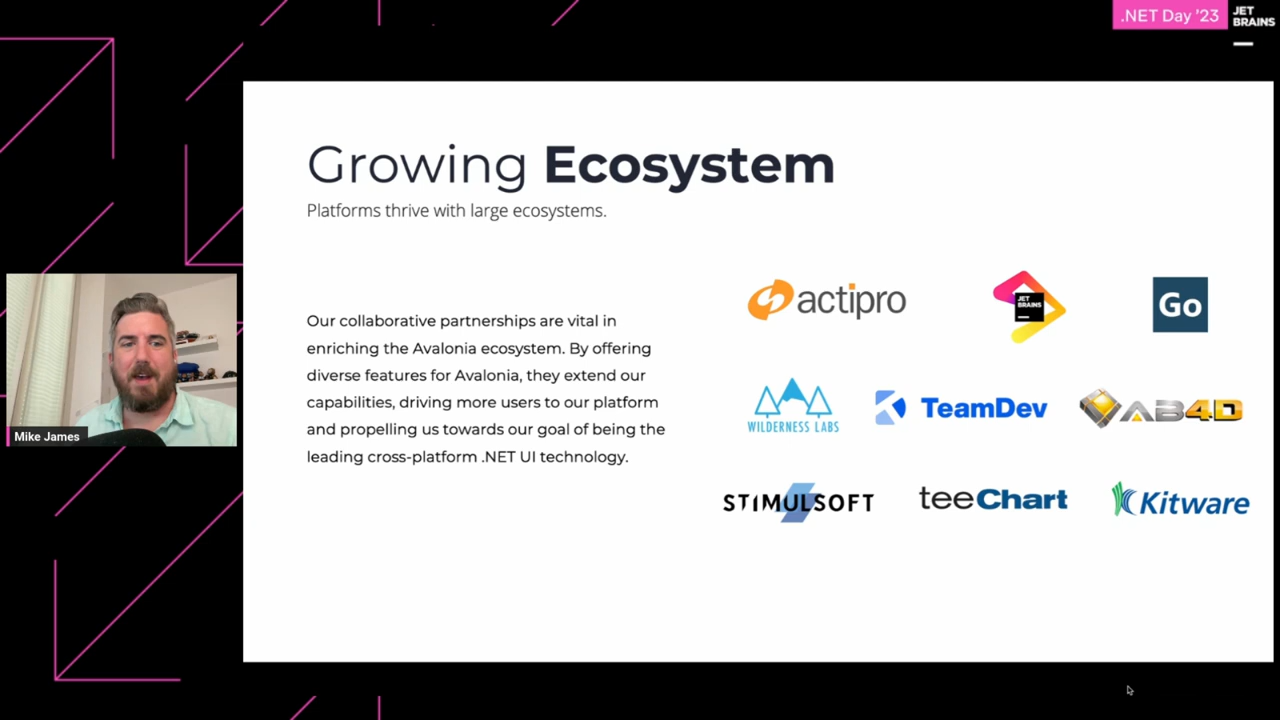 .NET Day '23
JET
BRAINS
Growing Ecosystem
Platforms thrive with large ecosystems.
Our collaborative partnerships are vital in
enriching the Avalonia ecosystem. By offering
diverse features for Avalonia, they extend our
capabilities, driving more users to our platform
and propelling us towards our goal of being the
leading cross-platform .NET UI technology.
actipro
JET
BRAINS
Go
WILDERNESS LABS
TeamDev
AB4D
STIMULSOFT
teeChart
Kitware
Mike James